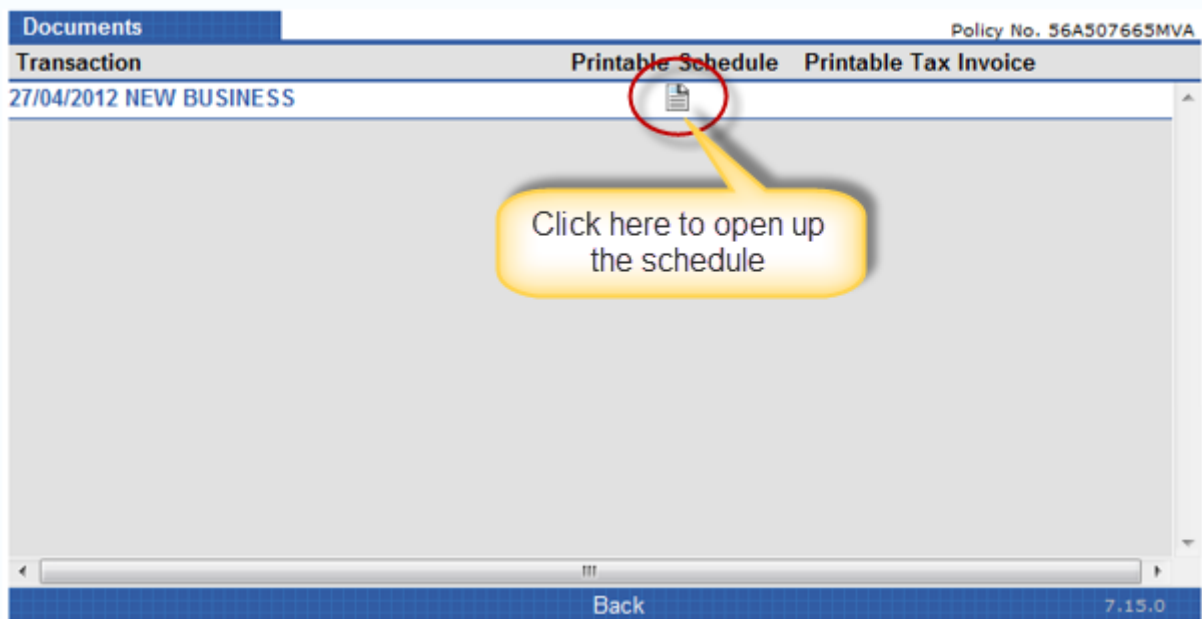 Documents
Policy No. 56A507665MVA
Transaction Printable Schedule Printable Tax Invoice
27/04/2012 NEW BUSINESS
Click here to open up
the schedule
Back
7.15.0